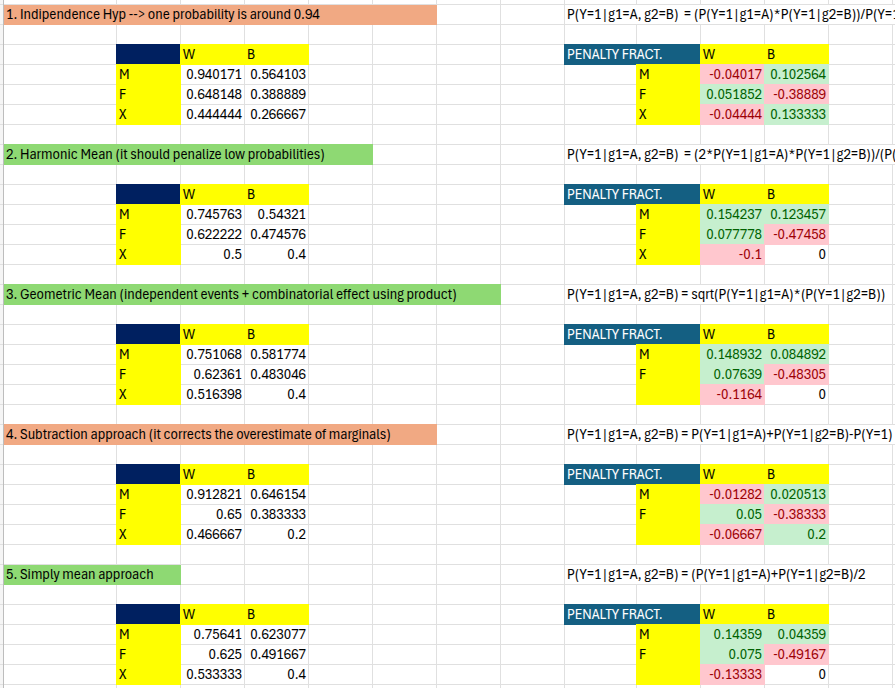 1. Indipendence Hyp --> one probability is around 0.94 P(Y=1|g1=A, g2=B) = (P(Y=1|g1=A)*P(Y=1|g2=B))/P(Y=
W B PENALTY FRACT. W B
M 0.940171 0.564103 M -0.04017 0.102564
F 0.648148 0.388889 F 0.051852 -0.38889
X 0.444444 0.266667 X -0.04444 0.133333
2. Harmonic Mean (it should penalize low probabilities) P(Y=1|g1=A, g2=B) = (2*P(Y=1|g1=A)*P(Y=1|g2=B))/(P(
W B PENALTY FRACT. W B
M 0.745763 0.54321 M 0.154237 0.123457
F 0.622222 0.474576 F 0.077778 -0.47458
X 0.5 0.4 X -0.1 0
3. Geometric Mean (independent events + combinatorial effect using product) P(Y=1|g1=A, g2=B) = sqrt(P(Y=1|g1=A)*(P(Y=1|g2=B))
W B PENALTY FRACT. W B
M 0.751068 0.581774 M 0.148932 0.084892
F 0.62361 0.483046 F 0.07639 -0.48305
X 0.516398 0.4 -0.1164 0
4. Subtraction approach (it corrects the overestimate of marginals) P(Y=1|g1=A, g2=B) = P(Y=1|g1=A)+P(Y=1|g2=B)-P(Y=1)
W B PENALTY FRACT. W B
M 0.912821 0.646154 M -0.01282 0.020513
F 0.65 0.383333 F 0.05 -0.38333
X 0.466667 0.2 -0.06667 0.2
5. Simply mean approach P(Y=1|g1=A, g2=B) = (P(Y=1|g1=A)+P(Y=1|g2=B)/2
W B PENALTY FRACT. W B
M 0.75641 0.623077 M 0.14359 0.04359
F 0.625 0.491667 F 0.075 -0.49167
X 0.533333 0.4 -0.13333 0